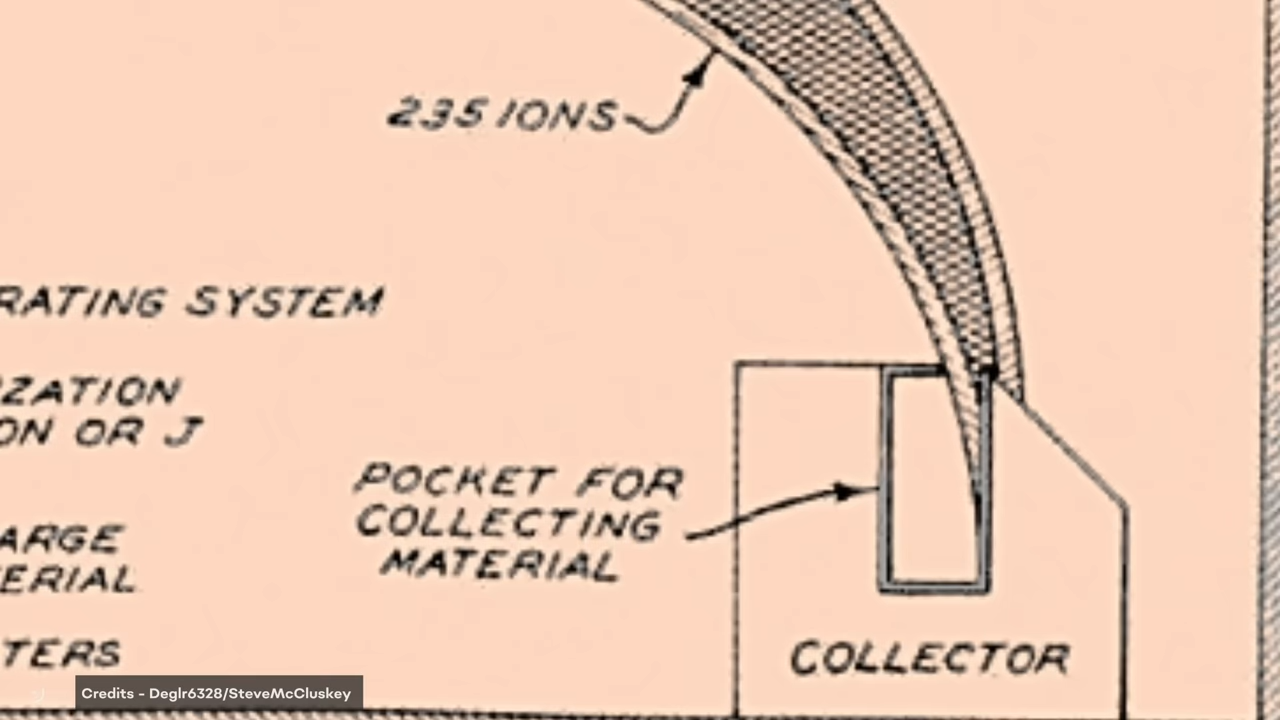 235 IONS
RATING SYSTEM
ZATION
ON OR J
POCKET FOR
COLLECTING
MATERIAL
ARGE
ERIAL
TERS
COLLECTOR
Credits - Deglr6328/SteveMcCluskey